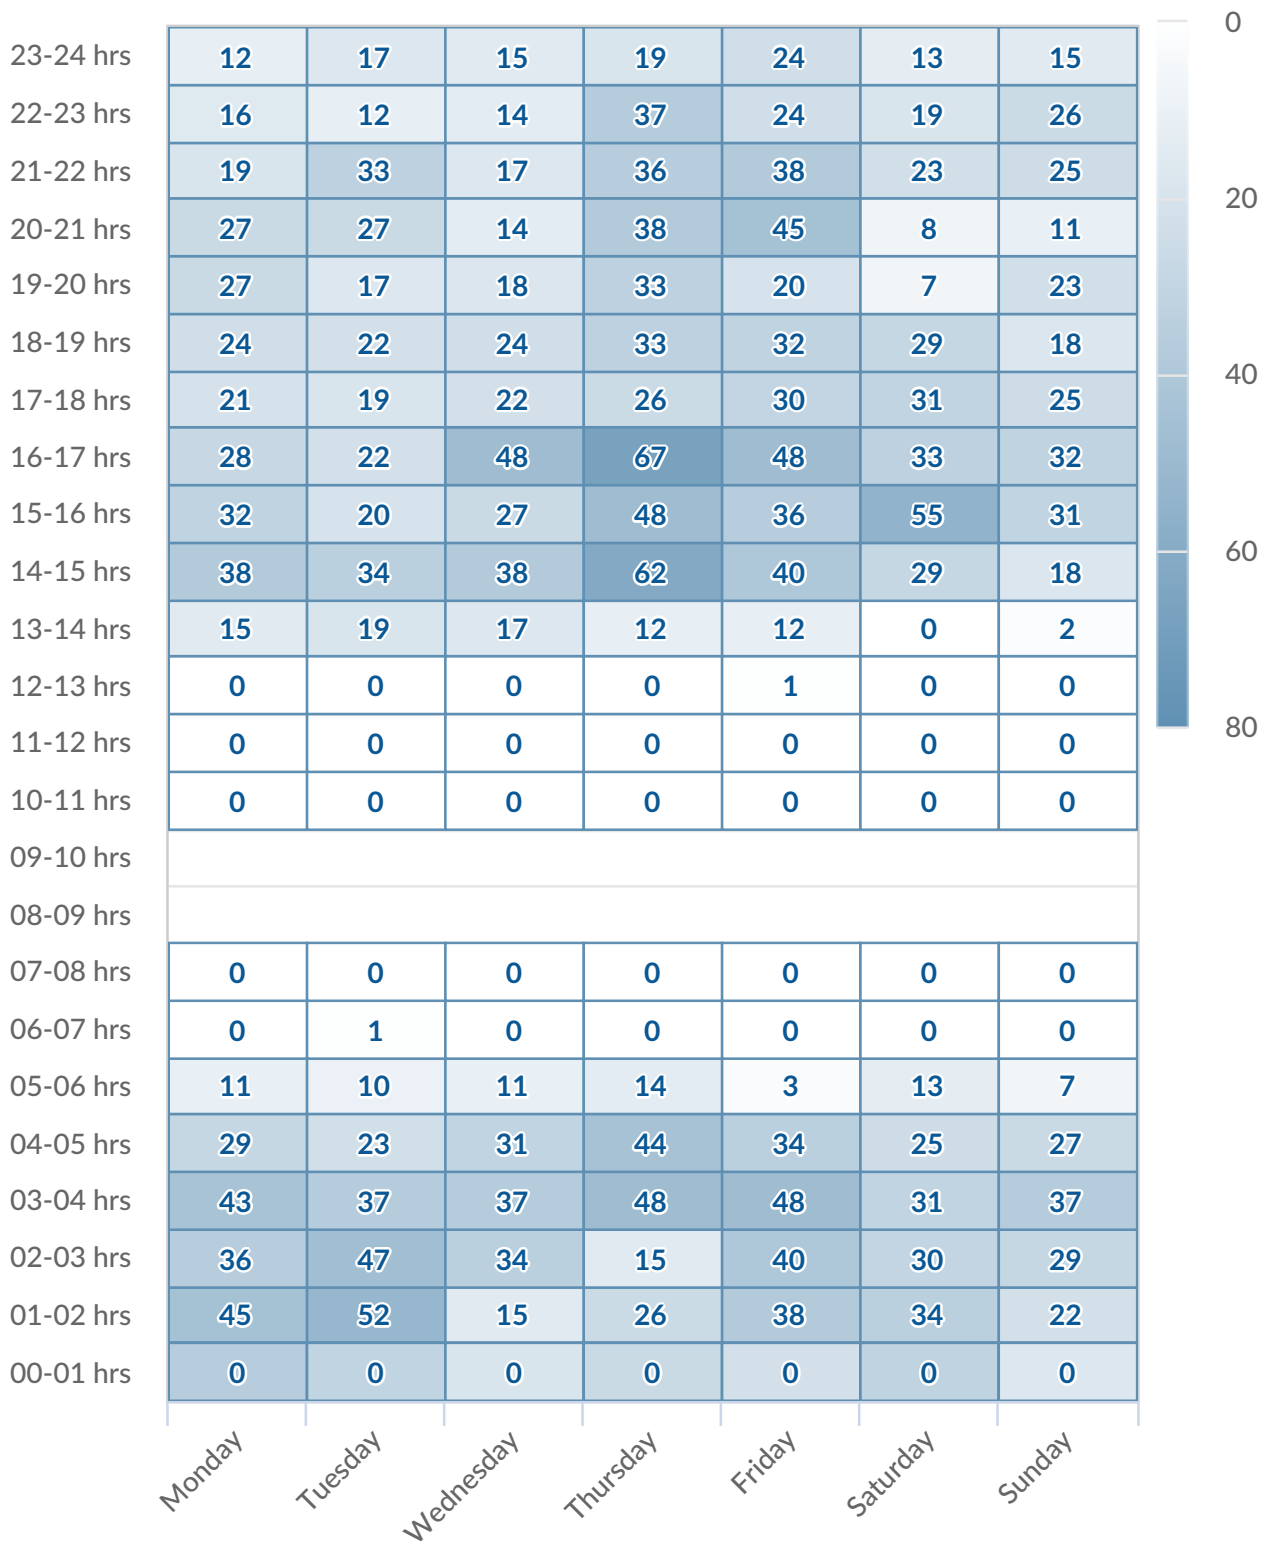 23-24 hrs 12 17 15 19 24 13 15 0
22-23 hrs 16 12 14 37 24 19 26
21-22 hrs 19 33 17 36 38 23 25 20
20-21 hrs 27 27 14 38 45 8 11
19-20 hrs 27 17 18 33 20 7 23
18-19 hrs 24 22 24 33 32 29 18 40
17-18 hrs 21 19 22 26 30 31 25
16-17 hrs 28 22 48 67 48 33 32
15-16 hrs 32 20 27 48 36 55 31 60
14-15 hrs 38 34 38 62 40 29 18
13-14 hrs 15 19 17 12 12 0 2
12-13 hrs 0 0 0 0 1 0 0 80
11-12 hrs 0 0 0 0 0 0 0
10-11 hrs 0 0 0 0 0 0 0
09-10 hrs
08-09 hrs
07-08 hrs 0 0 0 0 0 0 0
06-07 hrs 0 1 0 0 0 0 0
05-06 hrs 11 10 11 14 3 13 7
04-05 hrs 29 23 31 44 34 25 27
03-04 hrs 43 37 37 48 48 31 37
02-03 hrs 36 47 34 15 40 30 29
01-02 hrs 45 52 15 26 38 34 22
00-01 hrs 0 0 0 0 0 0 0
Monday Tuesday Wednesday Thursday Friday Saturday Sunday